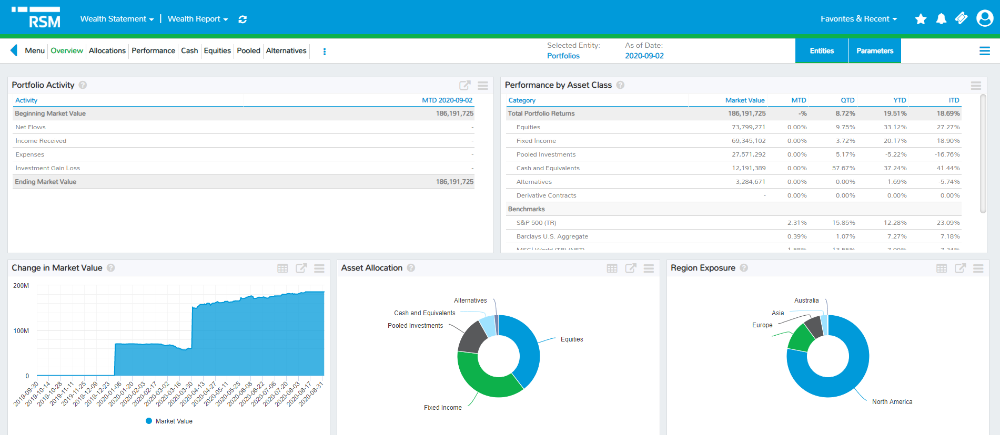 RSM
Wealth Statement | Wealth Report
Favorites & Recent
Menu Overview Allocations Performance Cash Equities Pooled Alternatives
Selected Entity:
Portfolios
As of Date:
2020-09-02
Entities Parameters
Portfolio Activity ?
Activity MTD 2020-09-02
Beginning Market Value 186,191,725
Net Flows -
Income Received -
Expenses -
Investment Gain Loss -
Ending Market Value 186,191,725
Performance by Asset Class ?
Category Market Value MTD QTD YTD ITD
Total Portfolio Returns 186,191,725 -% 8.72% 19.51% 18.69%
Equities 73,799,271 0.00% 9.75% 33.12% 27.27%
Fixed Income 69,345,102 0.00% 3.72% 20.17% 18.90%
Pooled Investments 27,571,292 0.00% 5.17% -5.22% -16.76%
Cash and Equivalents 12,191,389 0.00% 57.67% 37.24% 41.44%
Alternatives 3,284,671 0.00% 0.00% 1.69% -5.74%
Derivative Contracts - 0.00% 0.00% 0.00% 0.00%
Benchmarks
S&P 500 (TR) 2.31% 15.85% 12.28% 23.09%
Barclays U.S. Aggregate 0.39% 1.07% 7.27% 7.18%
MSCI World (TR) (NET) 1.58% 13.55% 7.00% 7.24%
Change in Market Value ?
200M
100M
0
2019-09-30
2019-10-14
2019-10-28
2019-11-11
2019-11-25
2019-12-09
2019-12-23
2020-01-06
2020-01-20
2020-02-03
2020-02-17
2020-03-02
2020-03-16
2020-03-30
2020-04-13
2020-04-27
2020-05-11
2020-05-25
2020-06-08
2020-06-22
2020-07-06
2020-07-20
2020-08-03
2020-08-17
2020-08-31
Market Value
Asset Allocation ?
Alternatives
Cash and Equivalents
Pooled Investments
Equities
Fixed Income
Region Exposure ?
Australia
Asia
Europe
North America